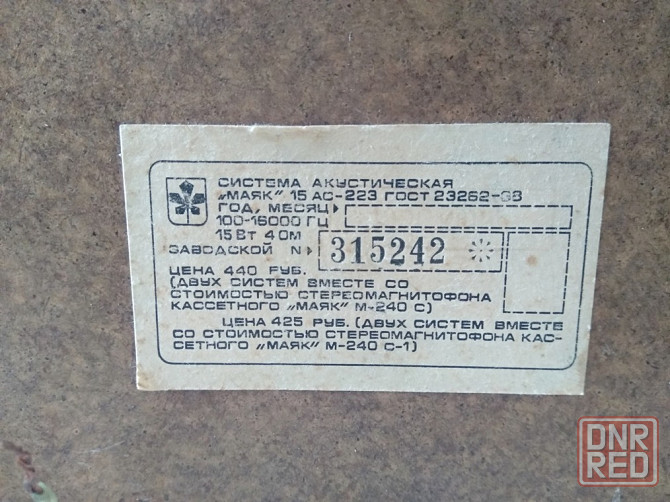 СИСТЕМА АКУСТИЧЕСКАЯ
„МАЯК" 15 АС-223 ГОСТ 23262-88
ГОД, МЕСЯЦ
100-16000 ГЦ
15 ВТ 4 ОМ
ЗАВОДСКОЙ N 315242
ЦЕНА 440 РУБ.
(ДВУХ СИСТЕМ ВМЕСТЕ СО
СТОИМОСТЬЮ СТЕРЕОМАГНИТОФОНА
КАССЕТНОГО „МАЯК" М-240 С)
ЦЕНА 425 РУБ. (ДВУХ СИСТЕМ ВМЕСТЕ
СО СТОИМОСТЬЮ СТЕРЕОМАГНИТОФОНА КАС-
СЕТНОГО „МАЯК" М-240 С-1)
DNR
RED